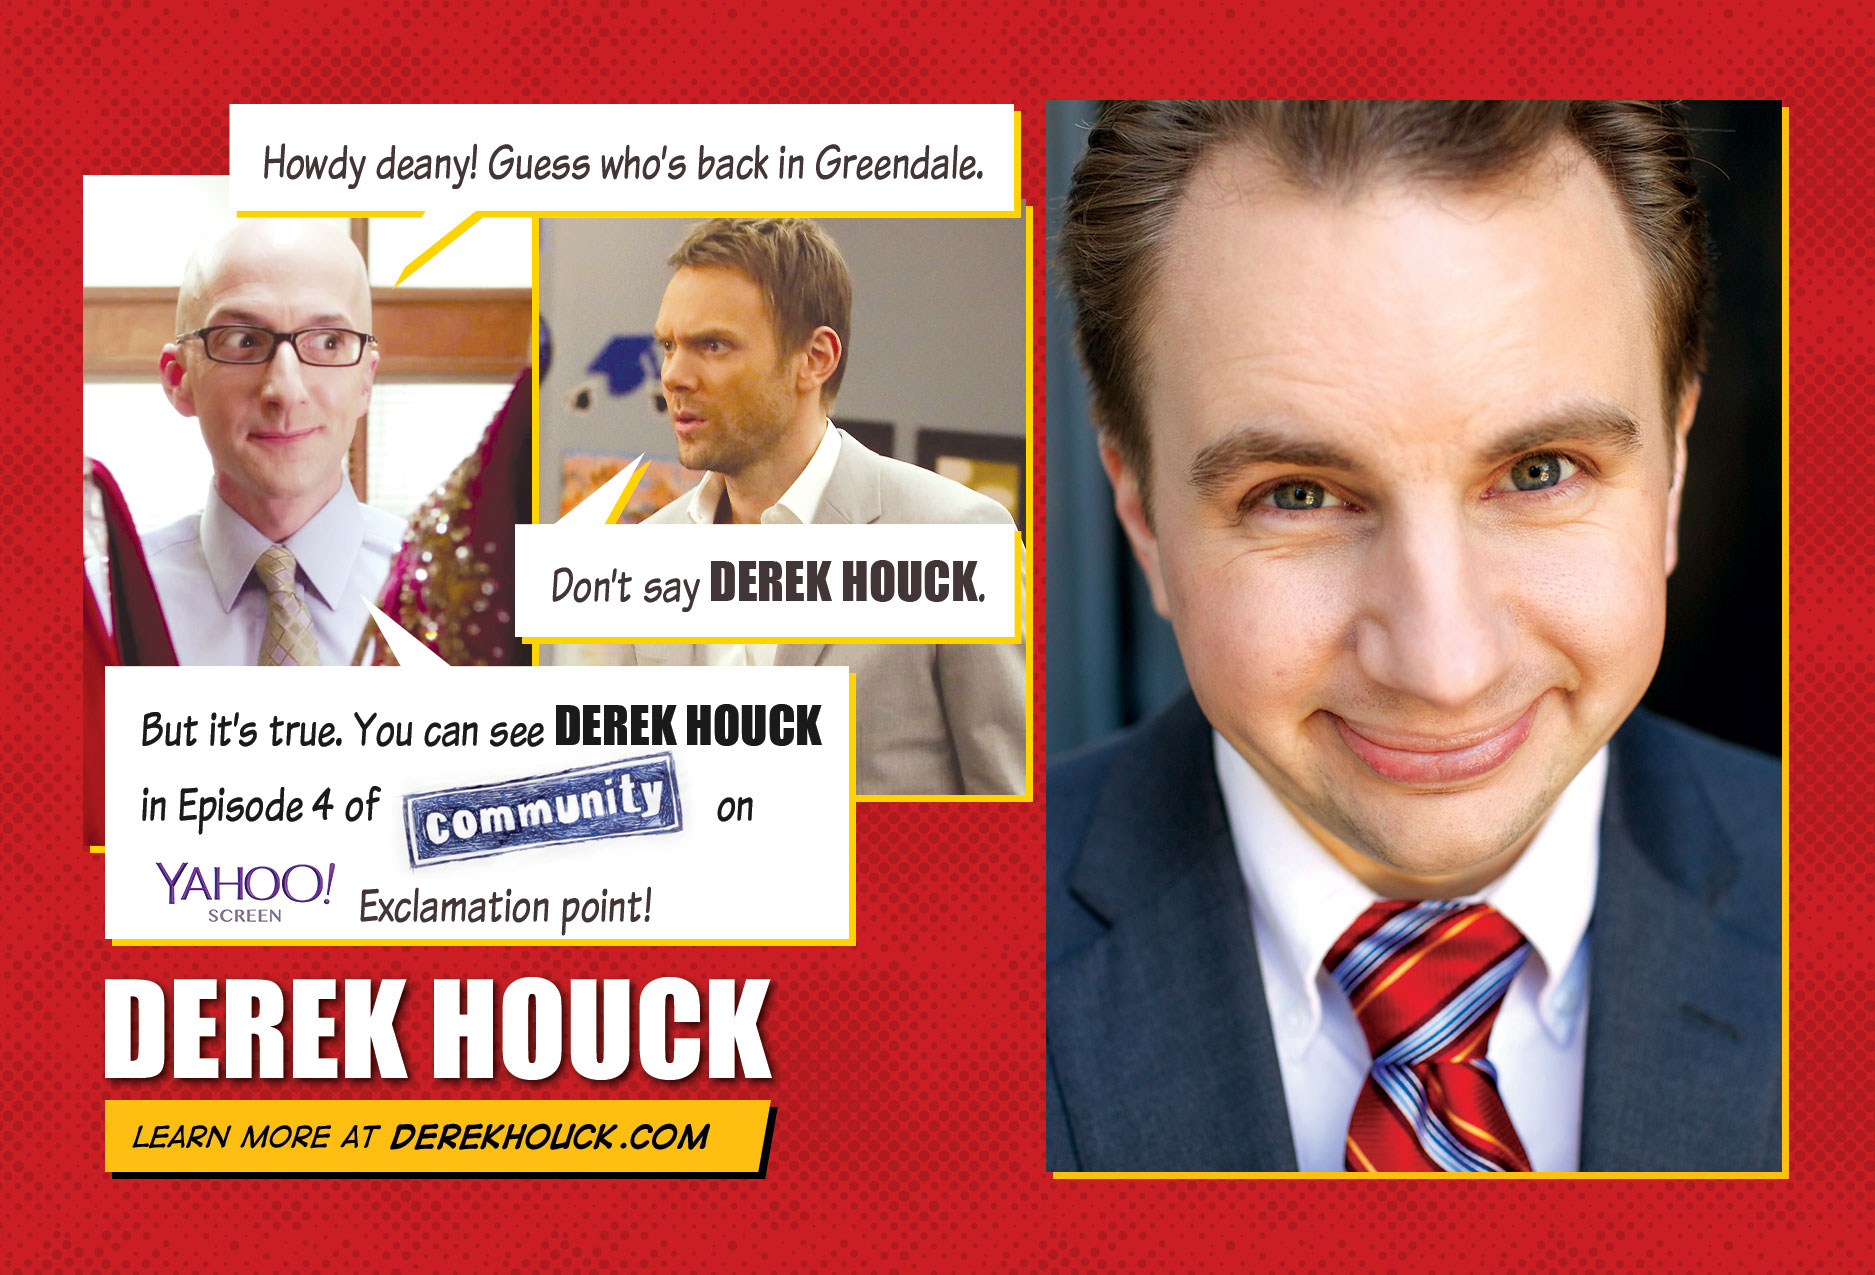 Howdy deany! Guess who's back in Greendale.
Don't say DEREK HOUCK.
But it's true. You can see DEREK HOUCK
in Episode 4 of community on
YAHOO!
SCREEN
Exclamation point!
DEREK HOUCK
LEARN MORE AT DEREKHOUCK.COM